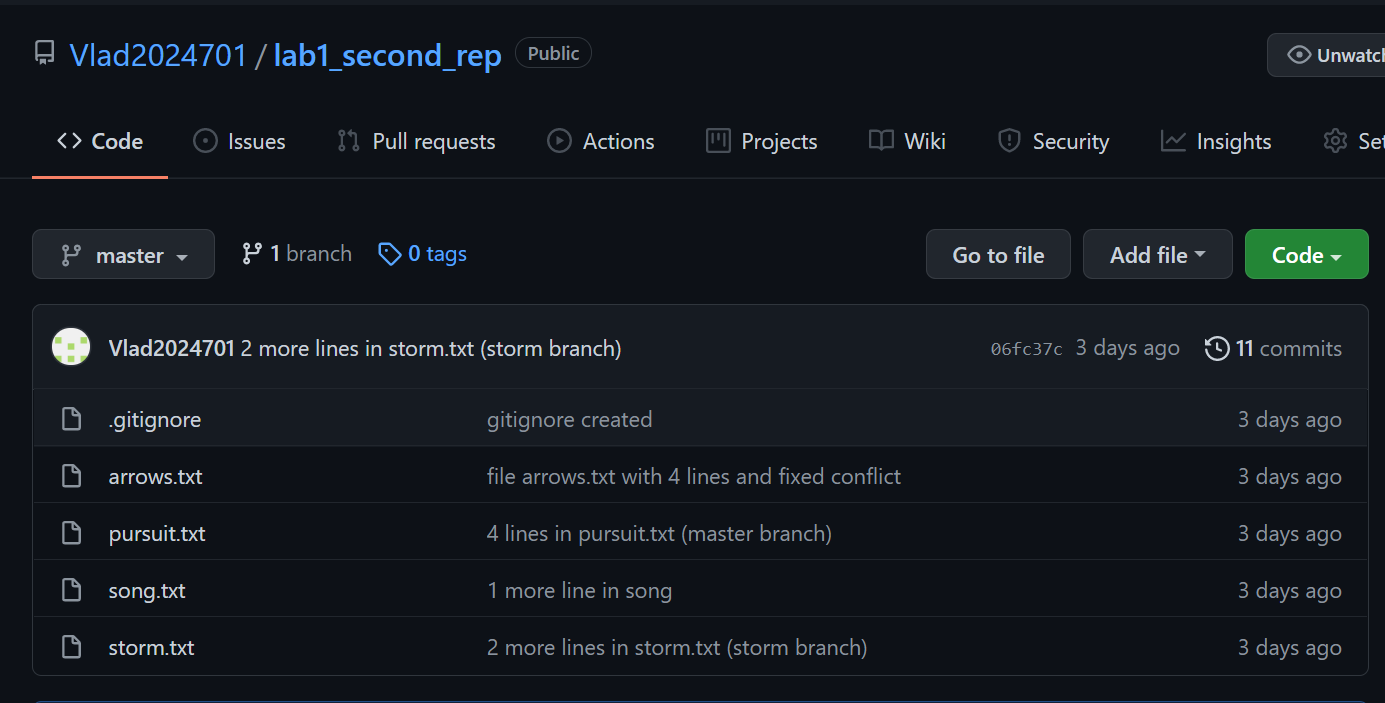 Vlad2024701 / lab1_second_rep Public
Unwatch
Code Issues Pull requests Actions Projects Wiki Security Insights Set
master 1 branch 0 tags Go to file Add file Code
Vlad2024701 2 more lines in storm.txt (storm branch) 06fc37c 3 days ago 11 commits
.gitignore gitignore created 3 days ago
arrows.txt file arrows.txt with 4 lines and fixed conflict 3 days ago
pursuit.txt 4 lines in pursuit.txt (master branch) 3 days ago
song.txt 1 more line in song 3 days ago
storm.txt 2 more lines in storm.txt (storm branch) 3 days ago